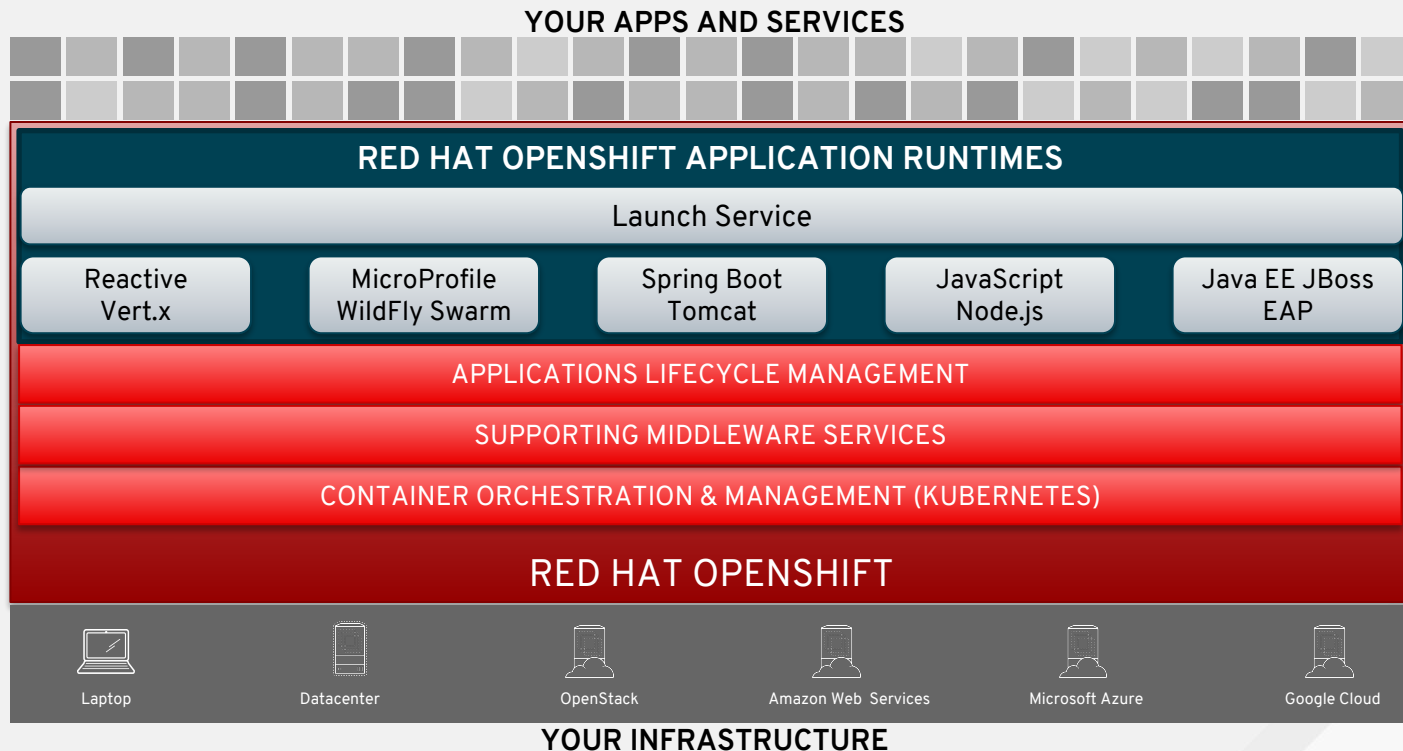 YOUR APPS AND SERVICES
RED HAT OPENSHIFT APPLICATION RUNTIMES
Launch Service
Reactive
Vert.x
MicroProfile
WildFly Swarm
Spring Boot
Tomcat
JavaScript
Node.js
Java EE JBoss
EAP
APPLICATIONS LIFECYCLE MANAGEMENT
SUPPORTING MIDDLEWARE SERVICES
CONTAINER ORCHESTRATION & MANAGEMENT (KUBERNETES)
RED HAT OPENSHIFT
Laptop
Datacenter
OpenStack
Amazon Web Services
Microsoft Azure
Google Cloud
YOUR INFRASTRUCTURE